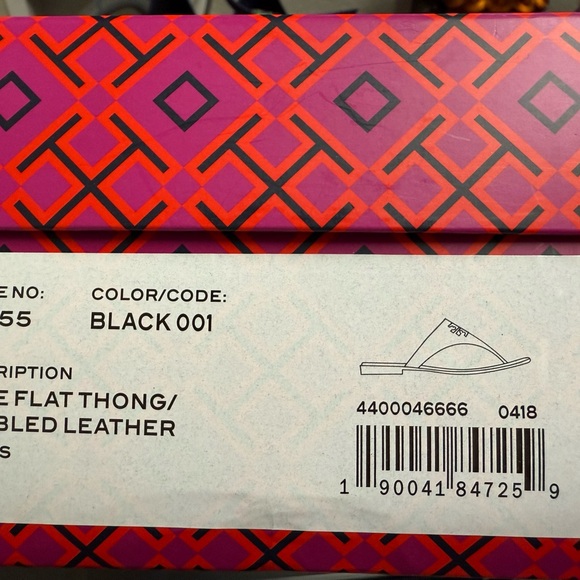 E NO:
COLOR/CODE:
55
BLACK 001
RIPTION
E FLAT THONG/
BLED LEATHER
S
4400046666 0418
1 90041 84725 9